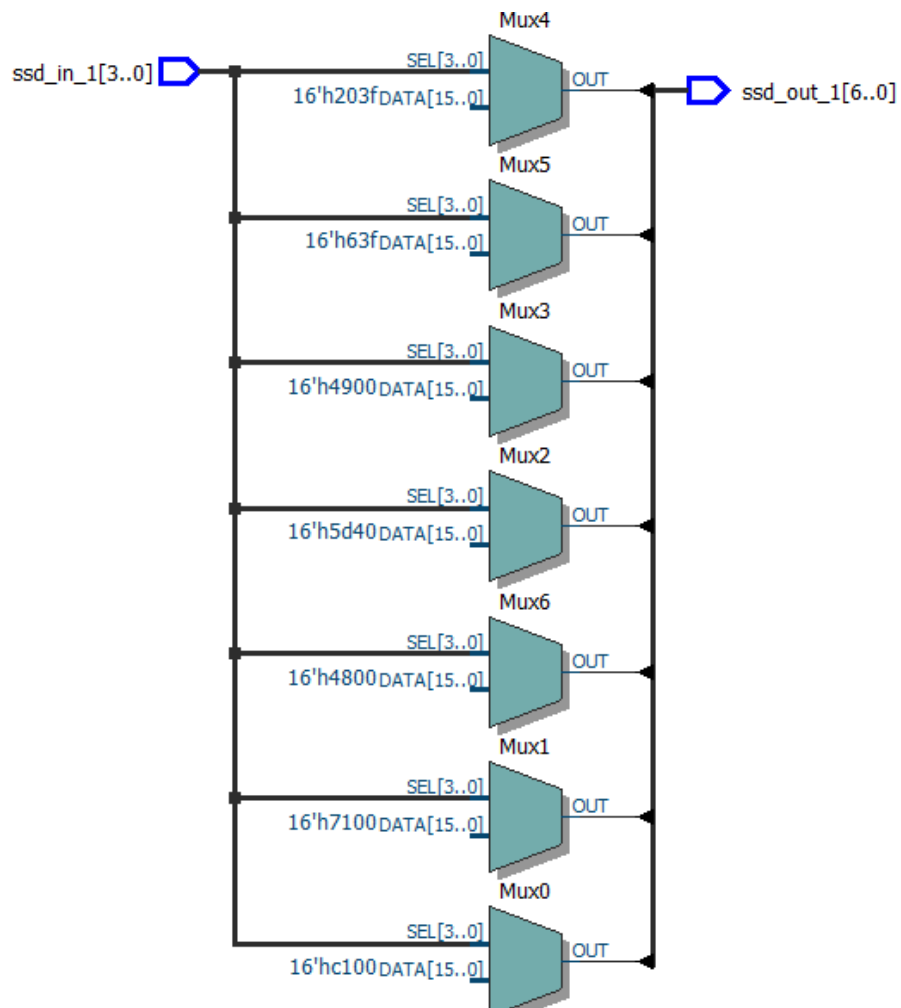 Mux4
ssd_in_1[3..0]
SEL[3..0]
16'h203f DATA[15..0]
OUT
ssd_out_1[6..0]
Mux5
SEL[3..0]
16'h63f DATA[15..0]
OUT
Mux3
SEL[3..0]
16'h4900 DATA[15..0]
OUT
Mux2
SEL[3..0]
16'h5d40 DATA[15..0]
OUT
Mux6
SEL[3..0]
16'h4800 DATA[15..0]
OUT
Mux1
SEL[3..0]
16'h7100 DATA[15..0]
OUT
Mux0
SEL[3..0]
16'hc100 DATA[15..0]
OUT